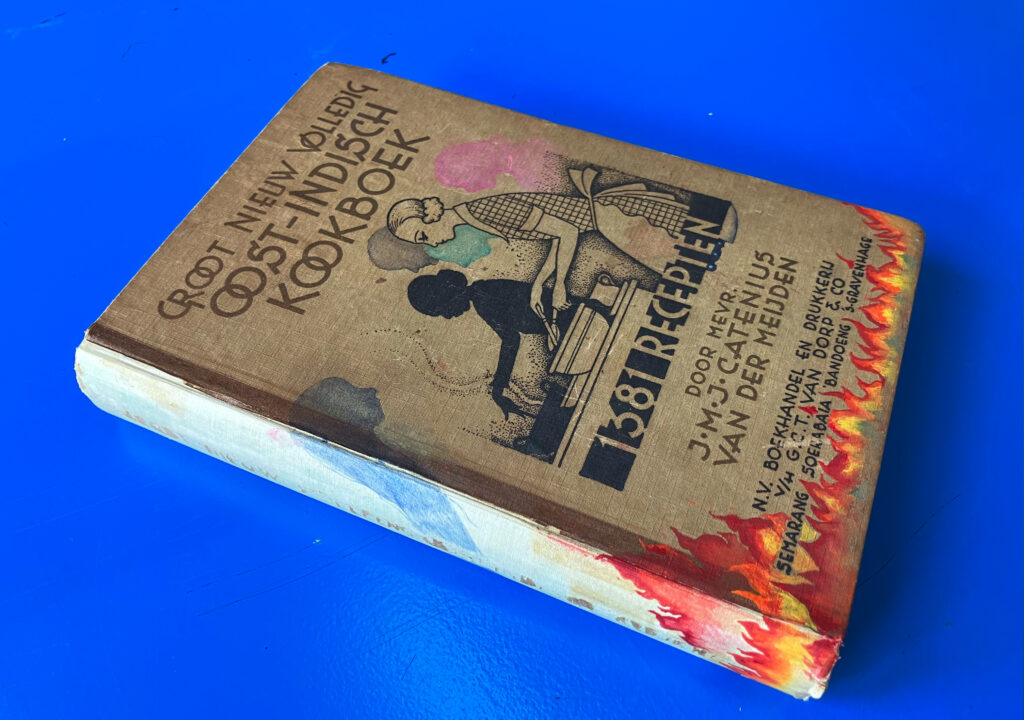 GROOT NIEUW VOLLEDIG
OOST-INDISCH
KOOKBOEK
1381 RECEPTEN
DOOR MEVR.
J·M·J·CATENIUS
VAN DER MEIJDEN
N.V. BOEKHANDEL EN DRUKKERIJ
V/H G.C.T. VAN DORP & CO
SEMARANG SOERABAIA BANDOENG S-GRAVENHAGE